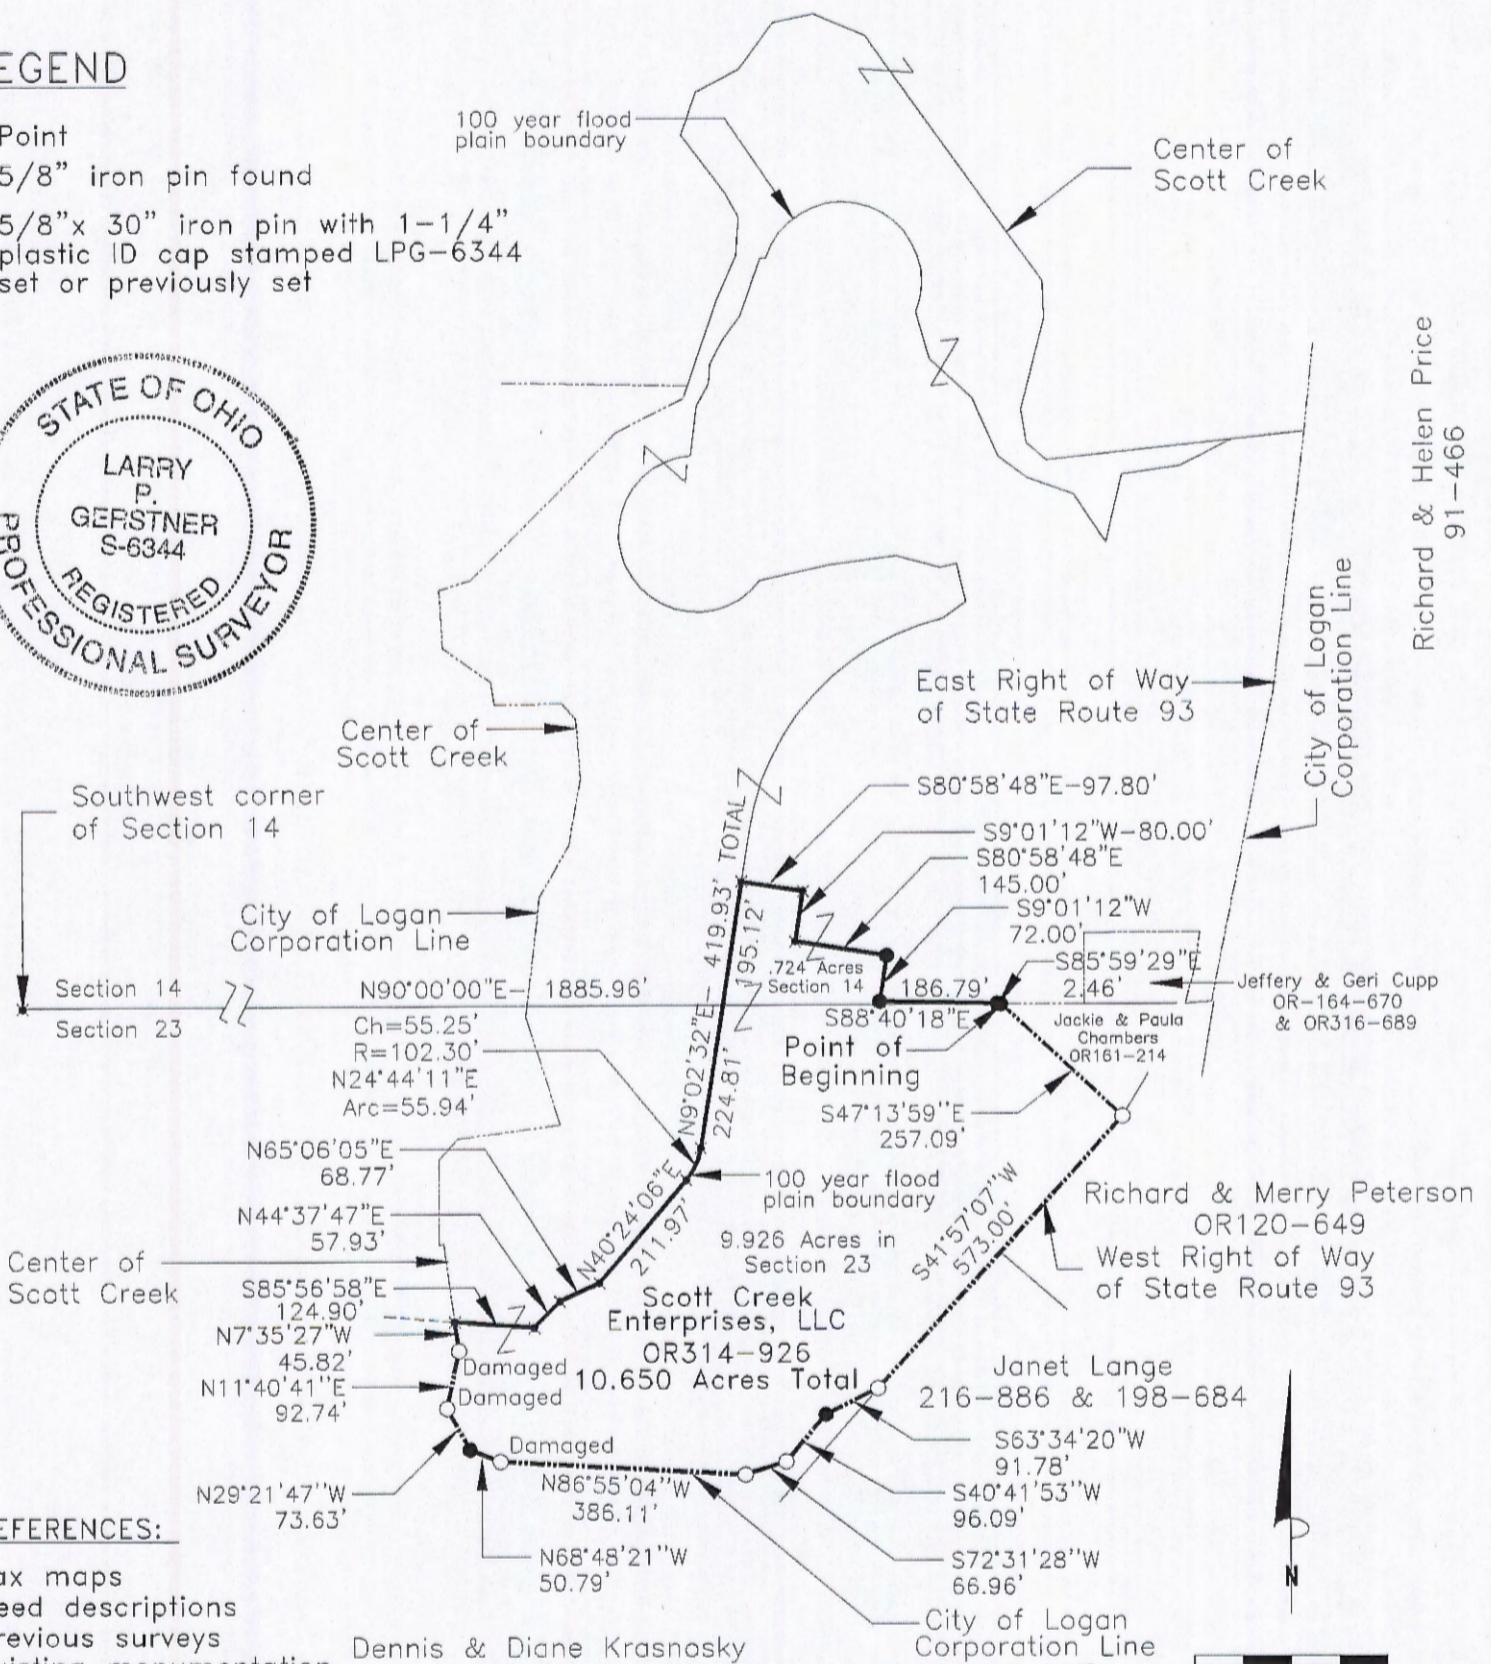 EGEND
Point
5/8" iron pin found
5/8"x 30" iron pin with 1-1/4"
plastic ID cap stamped LPG-6344
set or previously set
STATE OF OHIO
LARRY
P.
GERSTNER
S-6344
REGISTERED
PROFESSIONAL SURVEYOR
100 year flood
plain boundary
Center of
Scott Creek
Richard & Helen Price
91-466
City of Logan
Corporation Line
East Right of Way
of State Route 93
Center of
Scott Creek
Southwest corner
of Section 14
S80°58'48"E-97.80'
S9°01'12"W-80.00'
S80°58'48"E
145.00'
S9°01'12"W
72.00'
S85°59'29"E
2.46'
City of Logan
Corporation Line
N9°02'32"E- 419.93' TOTAL
195.12'
224.81'
.724 Acres
Section 14
186.79'
S88°40'18"E
Jeffery & Geri Cupp
OR-164-670
& OR316-689
Section 14
Section 23
N90°00'00"E- 1885.96'
Ch=55.25'
R=102.30'
N24°44'11"E
Arc=55.94'
Point of
Beginning
Jackie & Paula
Chambers
OR161-214
S47°13'59"E
257.09'
N65°06'05"E
68.77'
N44°37'47"E
57.93'
N40°24'06"E
211.97'
100 year flood
plain boundary
9.926 Acres in
Section 23
S41°57'07"W
573.00'
Richard & Merry Peterson
OR120-649
West Right of Way
of State Route 93
Center of
Scott Creek
S85°56'58"E
124.90'
N7°35'27"W
45.82'
N11°40'41"E
92.74'
Damaged
Damaged
Scott Creek
Enterprises, LLC
OR314-926
10.650 Acres Total
Janet Lange
216-886 & 198-684
S63°34'20"W
91.78'
S40°41'53"W
96.09'
S72°31'28"W
66.96'
Damaged
N86°55'04"W
386.11'
N29°21'47"W
73.63'
N68°48'21"W
50.79'
City of Logan
Corporation Line
N
EFERENCES:
ax maps
eed descriptions
revious surveys
Dennis & Diane Krasnosky